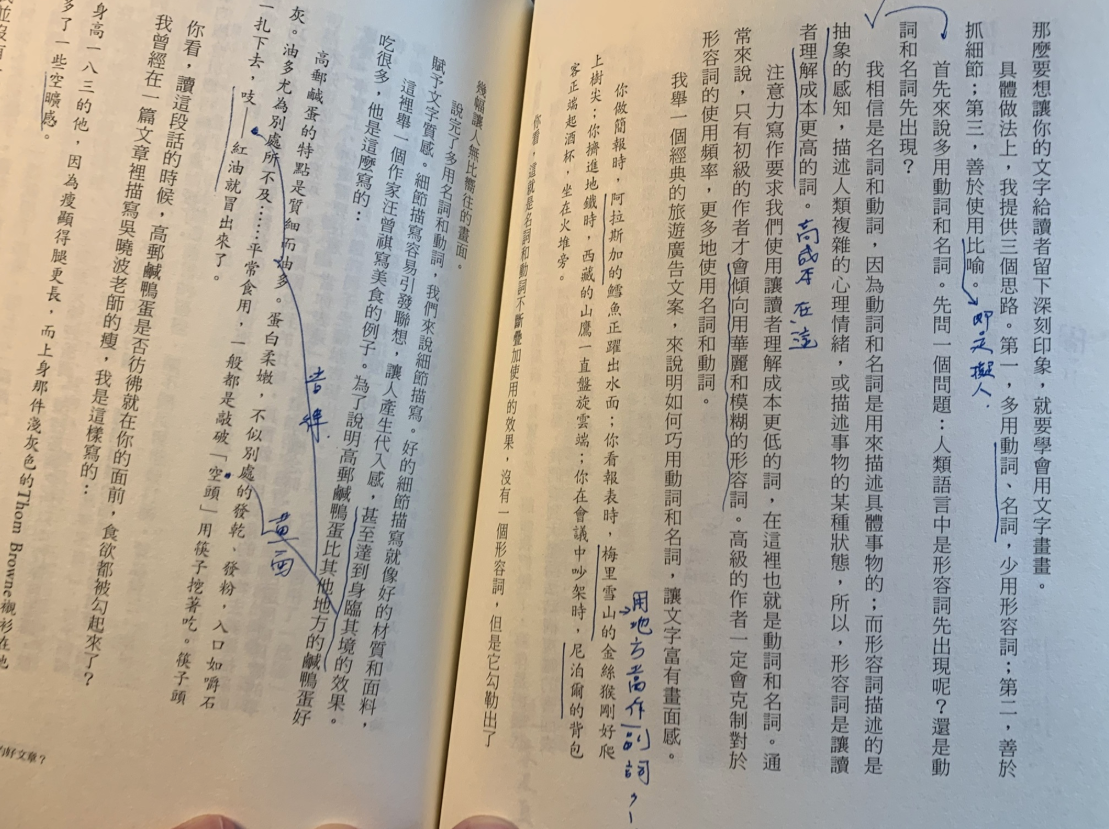 那麼要想讓你的文字給讀者留下深刻印象，就要學會用文字畫畫。
具體做法上，我提供三個思路。第一，多用動詞、名詞，少用形容詞；第二，善於
抓細節；第三，善於使用比喻。
即是擬人
首先來說多用動詞和名詞。先問一個問題：人類語言中是形容詞先出現呢？還是動
詞和名詞先出現？
我相信是名詞和動詞，因為動詞和名詞是用來描述具體事物的；而形容詞描述的是
抽象的感知，描述人類複雜的心理情緒，或描述事物的某種狀態，所以，形容詞是讓讀
者理解成本更高的詞。
高成本 在這
注意力寫作要求我們使用讓讀者理解成本更低的詞，在這裡也就是動詞和名詞。通
常來說，只有初級的作者才會傾向用華麗和模糊的形容詞。高級的作者一定會克制對於
形容詞的使用頻率，更多地使用名詞和動詞。
我舉一個經典的旅遊廣告文案，來說明如何巧用動詞和名詞，讓文字富有畫面感。
用地方當作副詞
你做簡報時，阿拉斯加的鱈魚正躍出水面；你看報表時，梅里雪山的金絲猴剛好爬
上樹尖；你擠進地鐵時，西藏的山鷹一直盤旋雲端；你在會議中吵架時，尼泊爾的背包
客正端起酒杯，坐在火堆旁。
你看，這就是名詞和動詞不斷疊加使用的效果，沒有一個形容詞，但是它勾勒出了
幾幅讓人無比嚮往的畫面。
說完了多用名詞和動詞，我們來說細節描寫。好的細節描寫就像好的材質和面料，
賦予文字質感。細節描寫容易引發聯想，讓人產生代入感，甚至達到身臨其境的效果。
這裡舉一個作家汪曾祺寫美食的例子。為了說明高郵鹹鴨蛋比其他地方的鹹鴨蛋好
吃很多，他是這麼寫的：
高郵鹹蛋的特點是質細而油多。蛋白柔嫩，不似別處的發乾、發粉，入口如嚼石
灰。油多尤為別處所不及……平常食用，一般都是敲破「空頭」用筷子挖著吃。筷子頭
一扎下去，吱——紅油就冒出來了。
你看，讀這段話的時候，高郵鹹鴨蛋是否彷彿就在你的面前，食欲都被勾起來了？
我曾經在一篇文章裡描寫吳曉波老師的瘦，我是這樣寫的：
身高一八三的他，因為瘦顯得腿更長，而上身那件淺灰色的Thom Browne襯衫在他
多了一些空曠感。
的好文章？